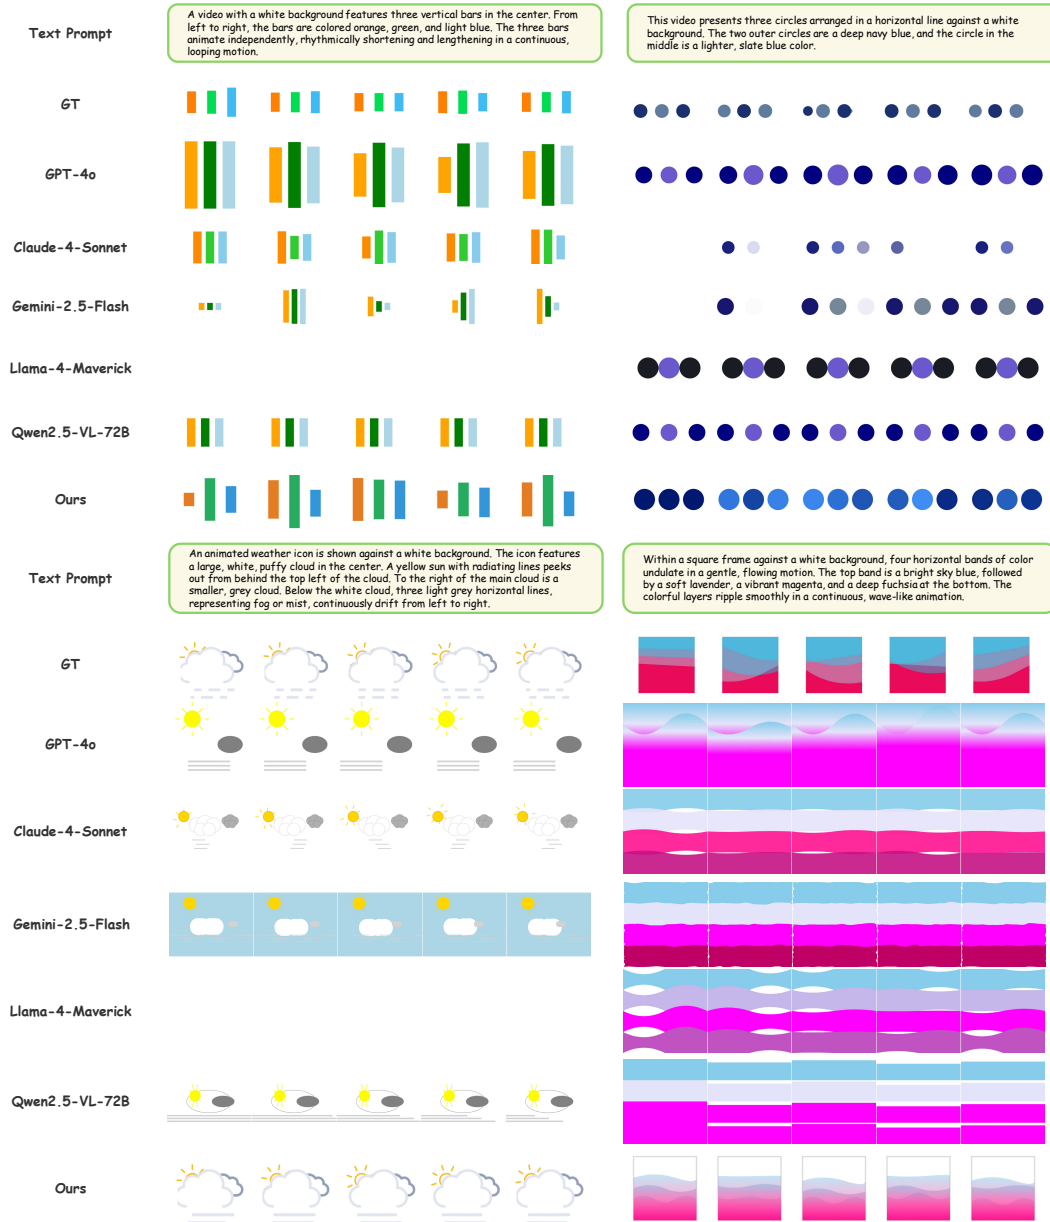 Text Prompt
A video with a white background features three vertical bars in the center. From
left to right, the bars are colored orange, green, and light blue. The three bars
animate independently, rhythmically shortening and lengthening in a continuous,
looping motion.
This video presents three circles arranged in a horizontal line against a white
background. The two outer circles are a deep navy blue, and the circle in the
middle is a lighter, slate blue color.
GT
GPT-4o
Claude-4-Sonnet
Gemini-2.5-Flash
Llama-4-Maverick
Qwen2.5-VL-72B
Ours
Text Prompt
An animated weather icon is shown against a white background. The icon features
a large, white, puffy cloud in the center. A yellow sun with radiating lines peeks
out from behind the top left of the cloud. To the right of the main cloud is a
smaller, grey cloud. Below the white cloud, three light grey horizontal lines,
representing fog or mist, continuously drift from left to right.
Within a square frame against a white background, four horizontal bands of color
undulate in a gentle, flowing motion. The top band is a bright sky blue, followed
by a soft lavender, a vibrant magenta, and a deep fuchsia at the bottom. The
colorful layers ripple smoothly in a continuous, wave-like animation.
GT
GPT-4o
Claude-4-Sonnet
Gemini-2.5-Flash
Llama-4-Maverick
Qwen2.5-VL-72B
Ours